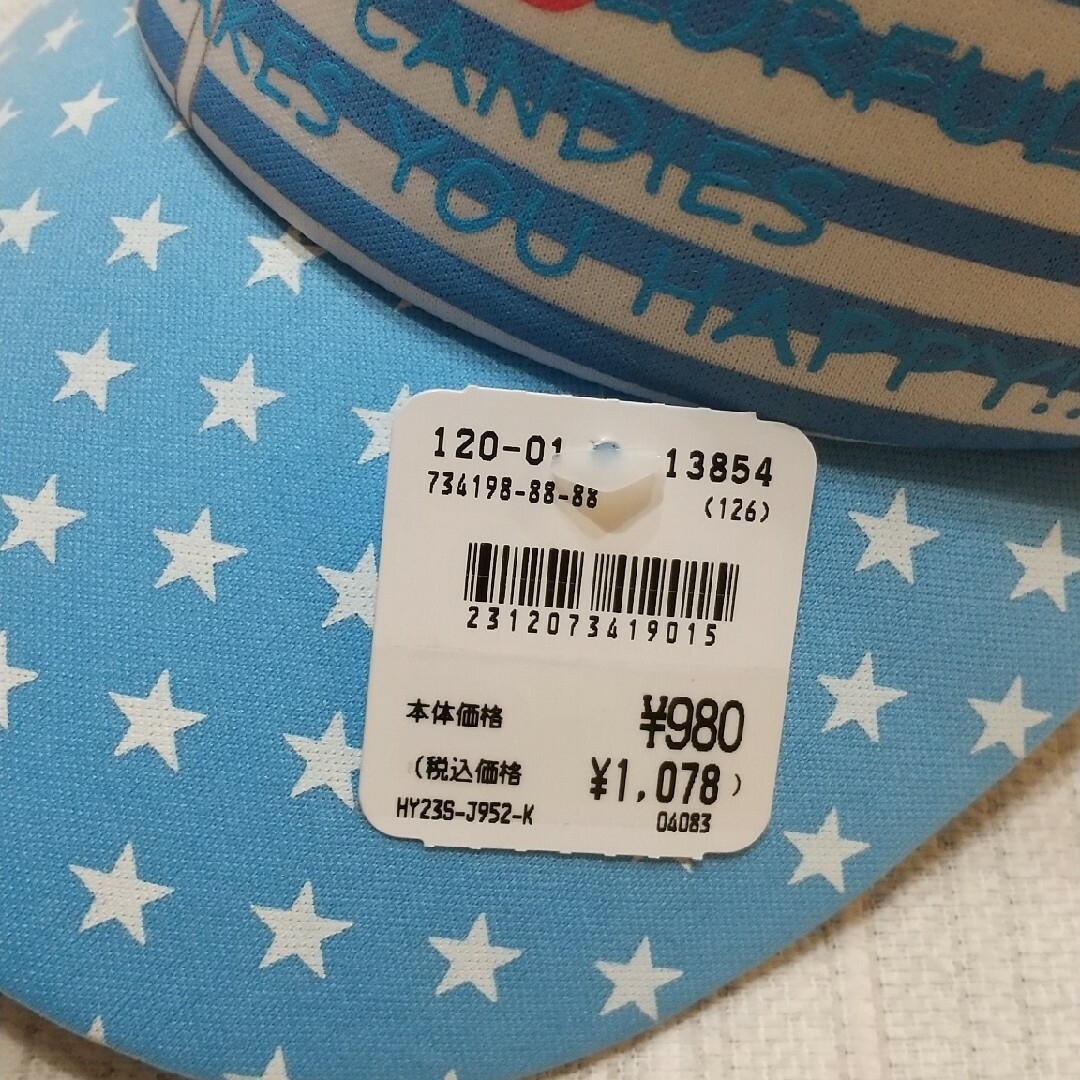 CANDIES
YOU HAPPY!
120-01 13854
734198-88-88 (126)
2312073419015
本体価格 ¥980
(税込価格 ¥1,078)
HY23S-J952-K 04083